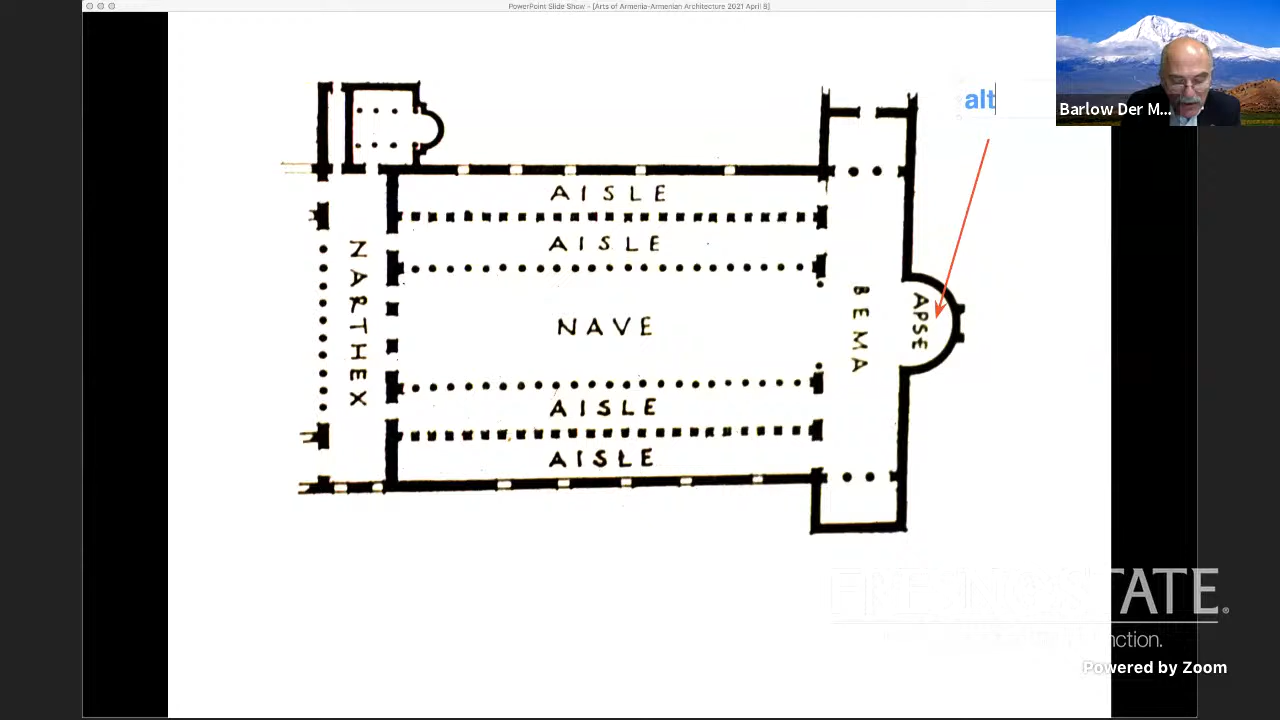 PowerPoint Slide Show - [Arts of Armenia-Armenian Architecture 2021 April 8]
alt
Barlow Der M...
AISLE
AISLE
NARTHEX
NAVE
BEMA
APSE
AISLE
AISLE
STATE.
Powered by Zoom